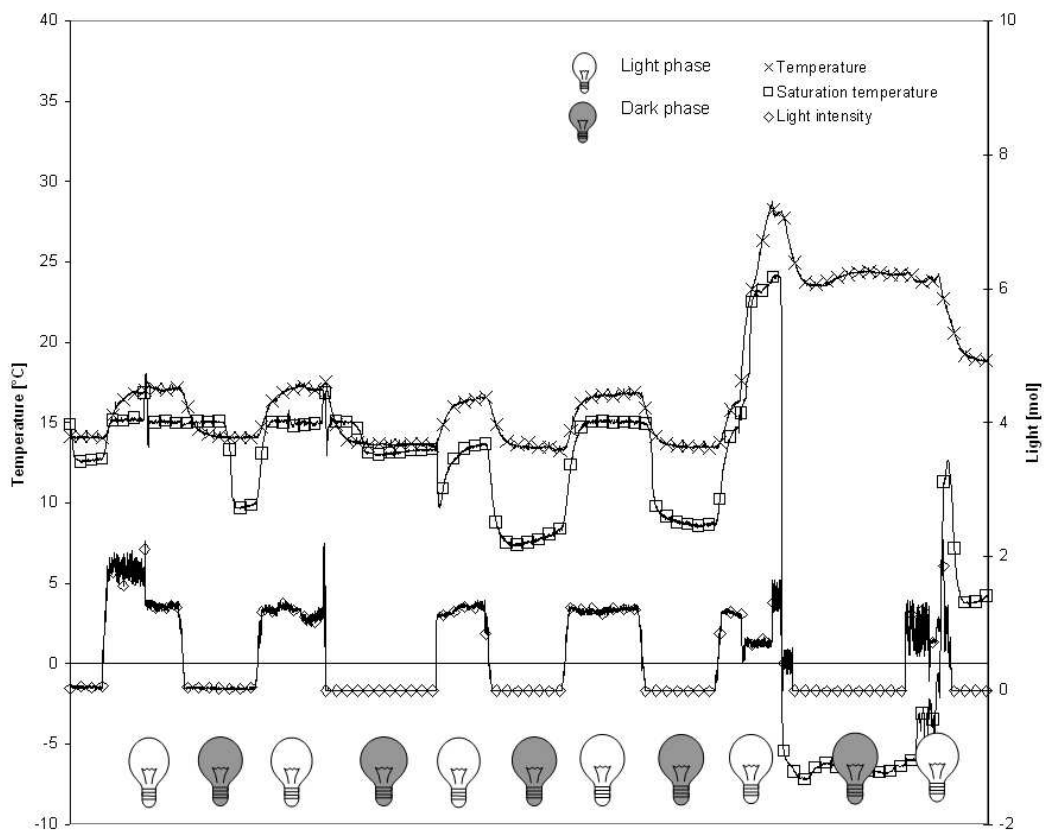 40
35
30
25
20
15
10
5
0
-5
-10
Temperature [°C]
Light phase
Dark phase
Temperature
Saturation temperature
Light intensity
10
8
6
4
2
0
-2
Light [mol]